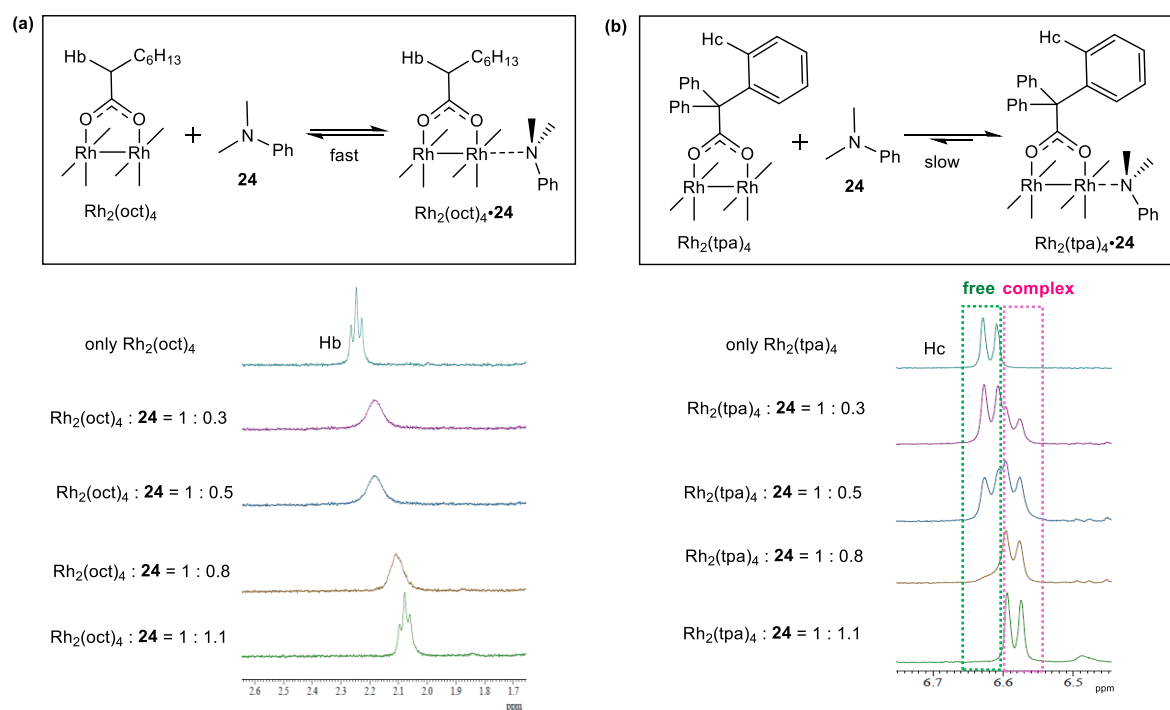 (a)
Hb
C6H13
O
O
Rh
Rh
Rh2(oct)4
+
N
Ph
24
fast
Hb
C6H13
O
O
Rh
Rh
N
Ph
Rh2(oct)4•24
only Rh2(oct)4
Hb
Rh2(oct)4 : 24 = 1 : 0.3
Rh2(oct)4 : 24 = 1 : 0.5
Rh2(oct)4 : 24 = 1 : 0.8
Rh2(oct)4 : 24 = 1 : 1.1
2.6 2.5 2.4 2.3 2.2 2.1 2.0 1.9 1.8 1.7
ppm
(b)
Hc
Ph
Ph
O
O
Rh
Rh
Rh2(tpa)4
+
N
Ph
24
slow
Hc
Ph
Ph
O
O
Rh
Rh
N
Ph
Rh2(tpa)4•24
free complex
only Rh2(tpa)4
Hc
Rh2(tpa)4 : 24 = 1 : 0.3
Rh2(tpa)4 : 24 = 1 : 0.5
Rh2(tpa)4 : 24 = 1 : 0.8
Rh2(tpa)4 : 24 = 1 : 1.1
6.7 6.6 6.5
ppm